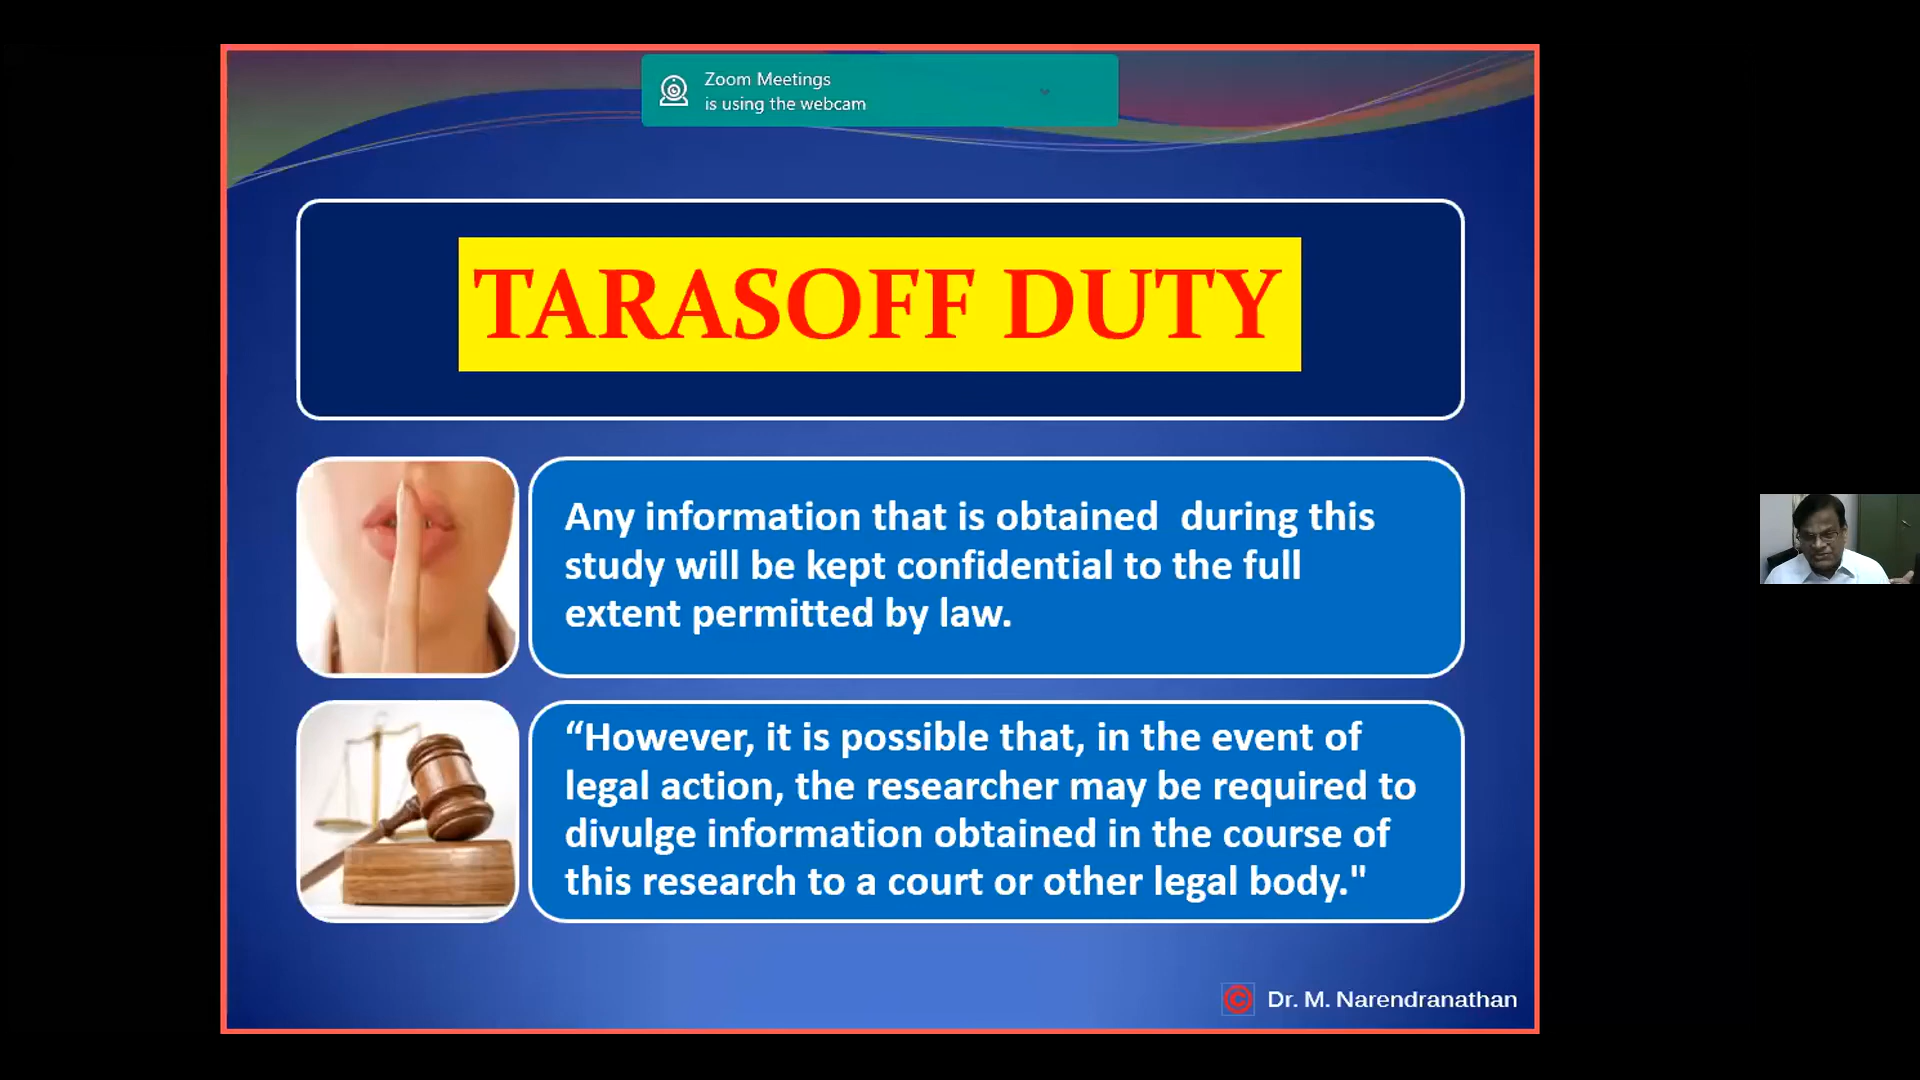 Zoom Meetings
is using the webcam
TARASOFF DUTY
Any information that is obtained  during this
study will be kept confidential to the full
extent permitted by law.
“However, it is possible that, in the event of
legal action, the researcher may be required to
divulge information obtained in the course of
this research to a court or other legal body."
© Dr. M. Narendranathan